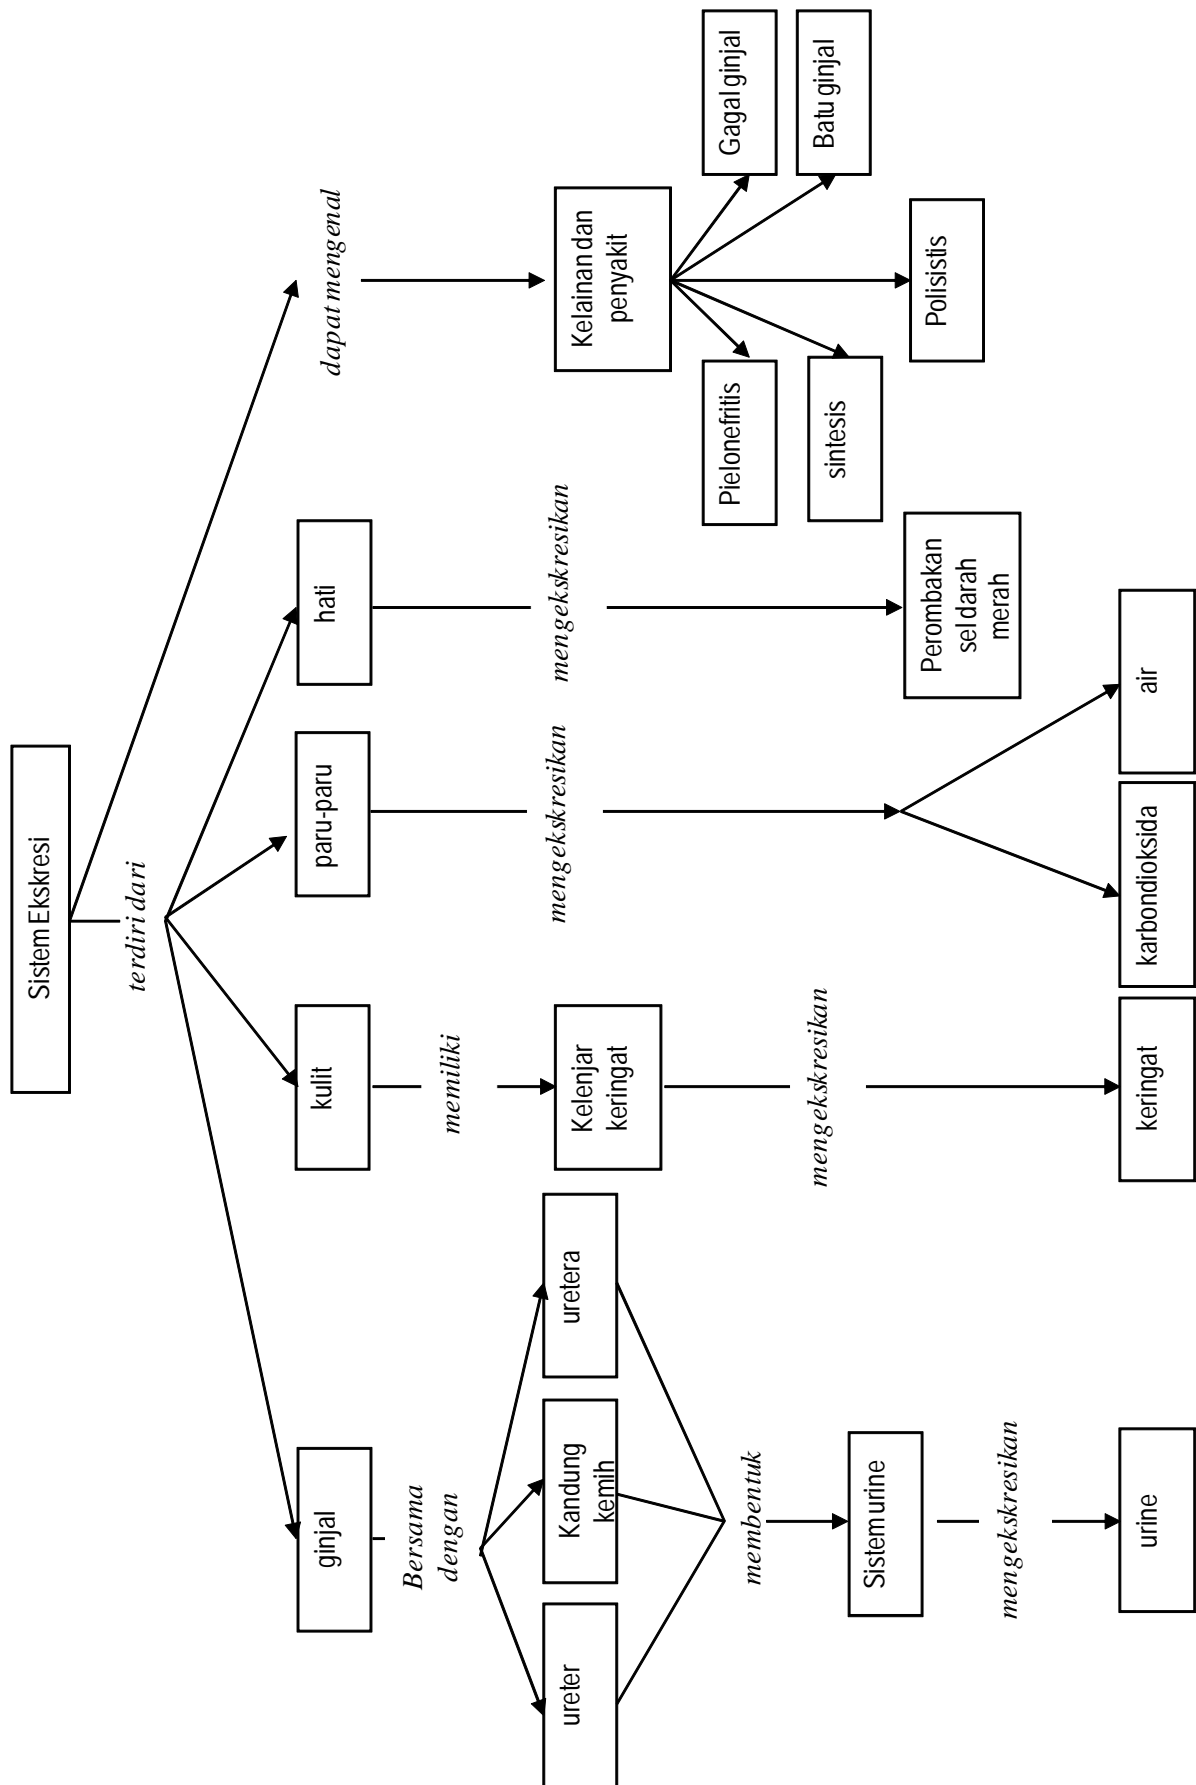 Sistem Ekskresi
terdiri dari
dapat mengenal
ginjal
kulit
paru-paru
hati
Bersama
dengan
memiliki
mengekskresikan
mengekskresikan
ureter
Kandung
kemih
uretera
Kelenjar
keringat
Kelainan dan
penyakit
membentuk
mengekskresikan
Pielonefritis
Gagal ginjal
sintesis
Batu ginjal
Polisistis
Sistem urine
Perombakan
sel darah
merah
mengekskresikan
urine
keringat
karbondioksida
air